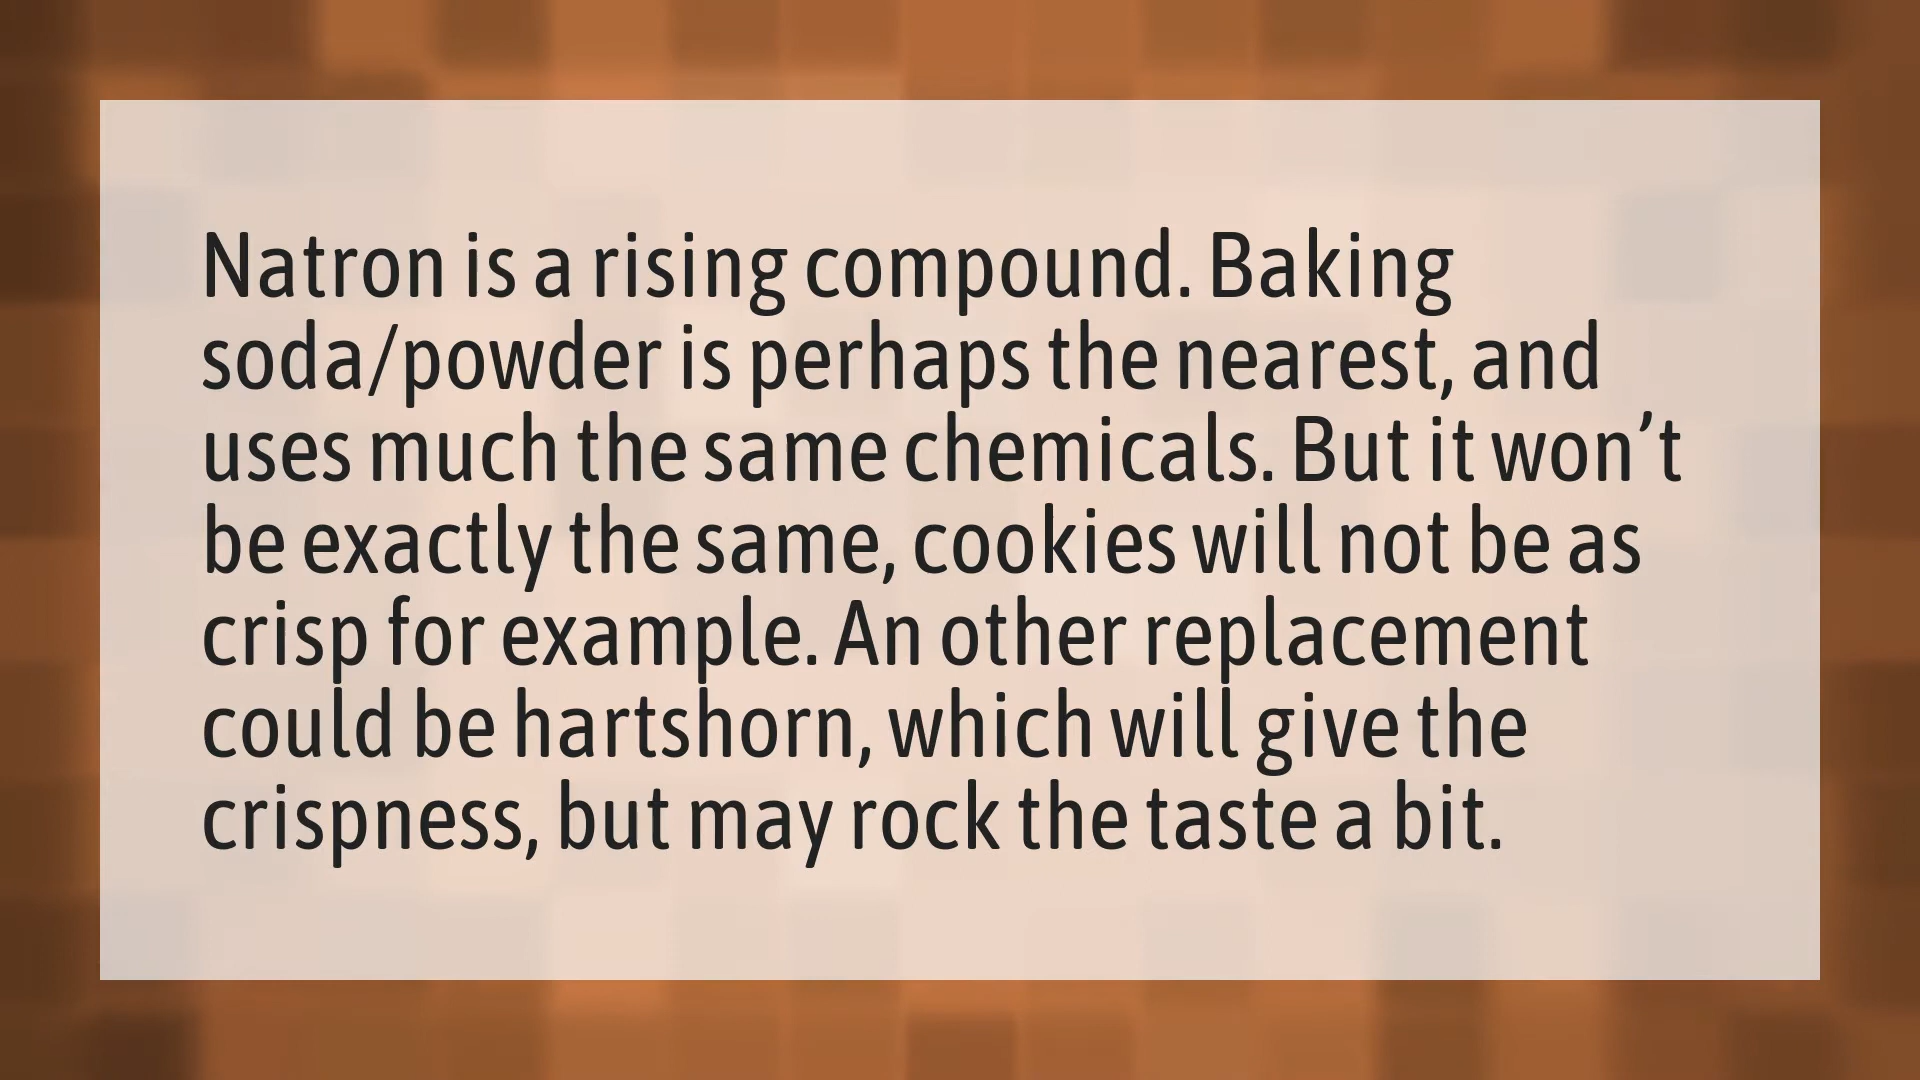 Natron is a rising compound. Baking
soda/powder is perhaps the nearest, and
uses much the same chemicals. But it won’t
be exactly the same, cookies will not be as
crisp for example. An other replacement
could be hartshorn, which will give the
crispness, but may rock the taste a bit.